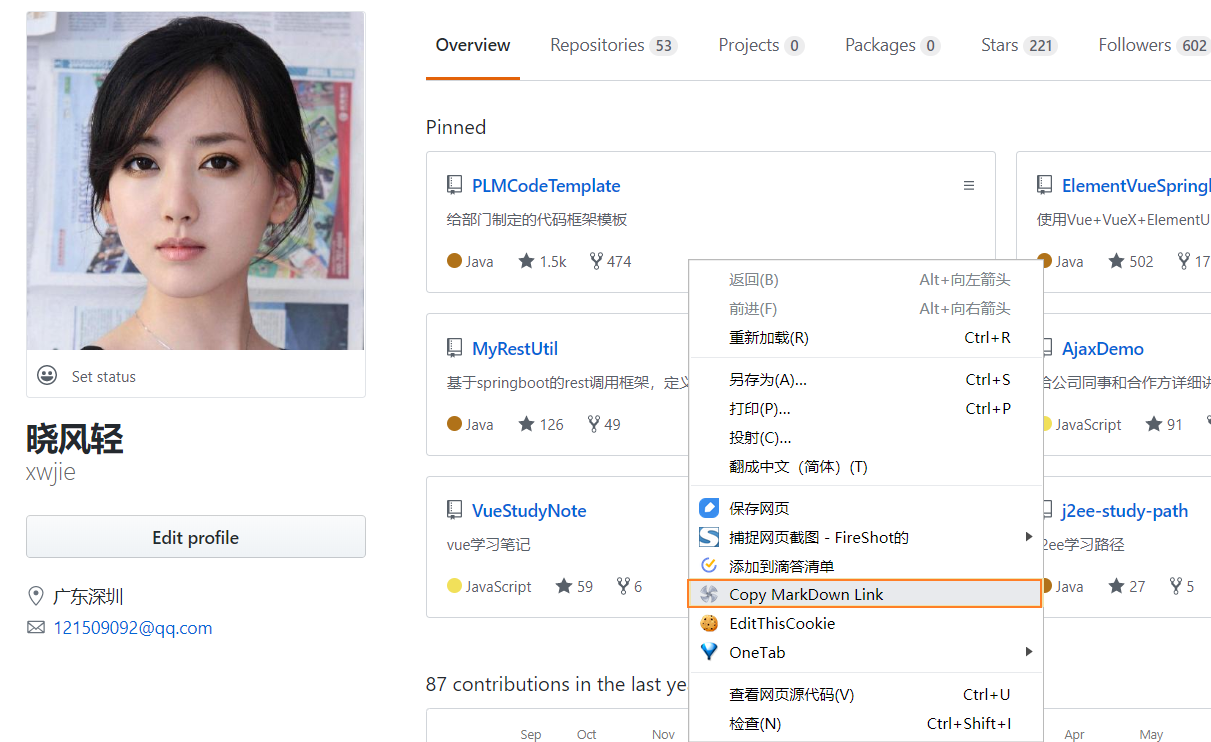 Overview Repositories 53 Projects 0 Packages 0 Stars 221 Followers 602
Pinned
PLMCodeTemplate
给部门制定的代码框架模板
Java 1.5k 474
ElementVueSpringl
使用Vue+VueX+ElementU
Java 502 17
MyRestUtil
基于springboot的rest调用框架，定义
Java 126 49
AjaxDemo
给公司同事和合作方详细讲
JavaScript 91
VueStudyNote
vue学习笔记
JavaScript 59 6
j2ee-study-path
j2ee学习路径
Java 27 5
返回(B) Alt+向左箭头
前进(F) Alt+向右箭头
重新加载(R) Ctrl+R
另存为(A)... Ctrl+S
打印(P)... Ctrl+P
投射(C)...
翻成中文（简体）(T)
保存网页
捕捉网页截图 - FireShot的
添加到滴答清单
Copy MarkDown Link
EditThisCookie
OneTab
查看网页源代码(V) Ctrl+U
检查(N) Ctrl+Shift+I
Set status
晓风轻
xwjie
Edit profile
广东深圳
121509092@qq.com
87 contributions in the last ye
Sep Oct Nov Apr May